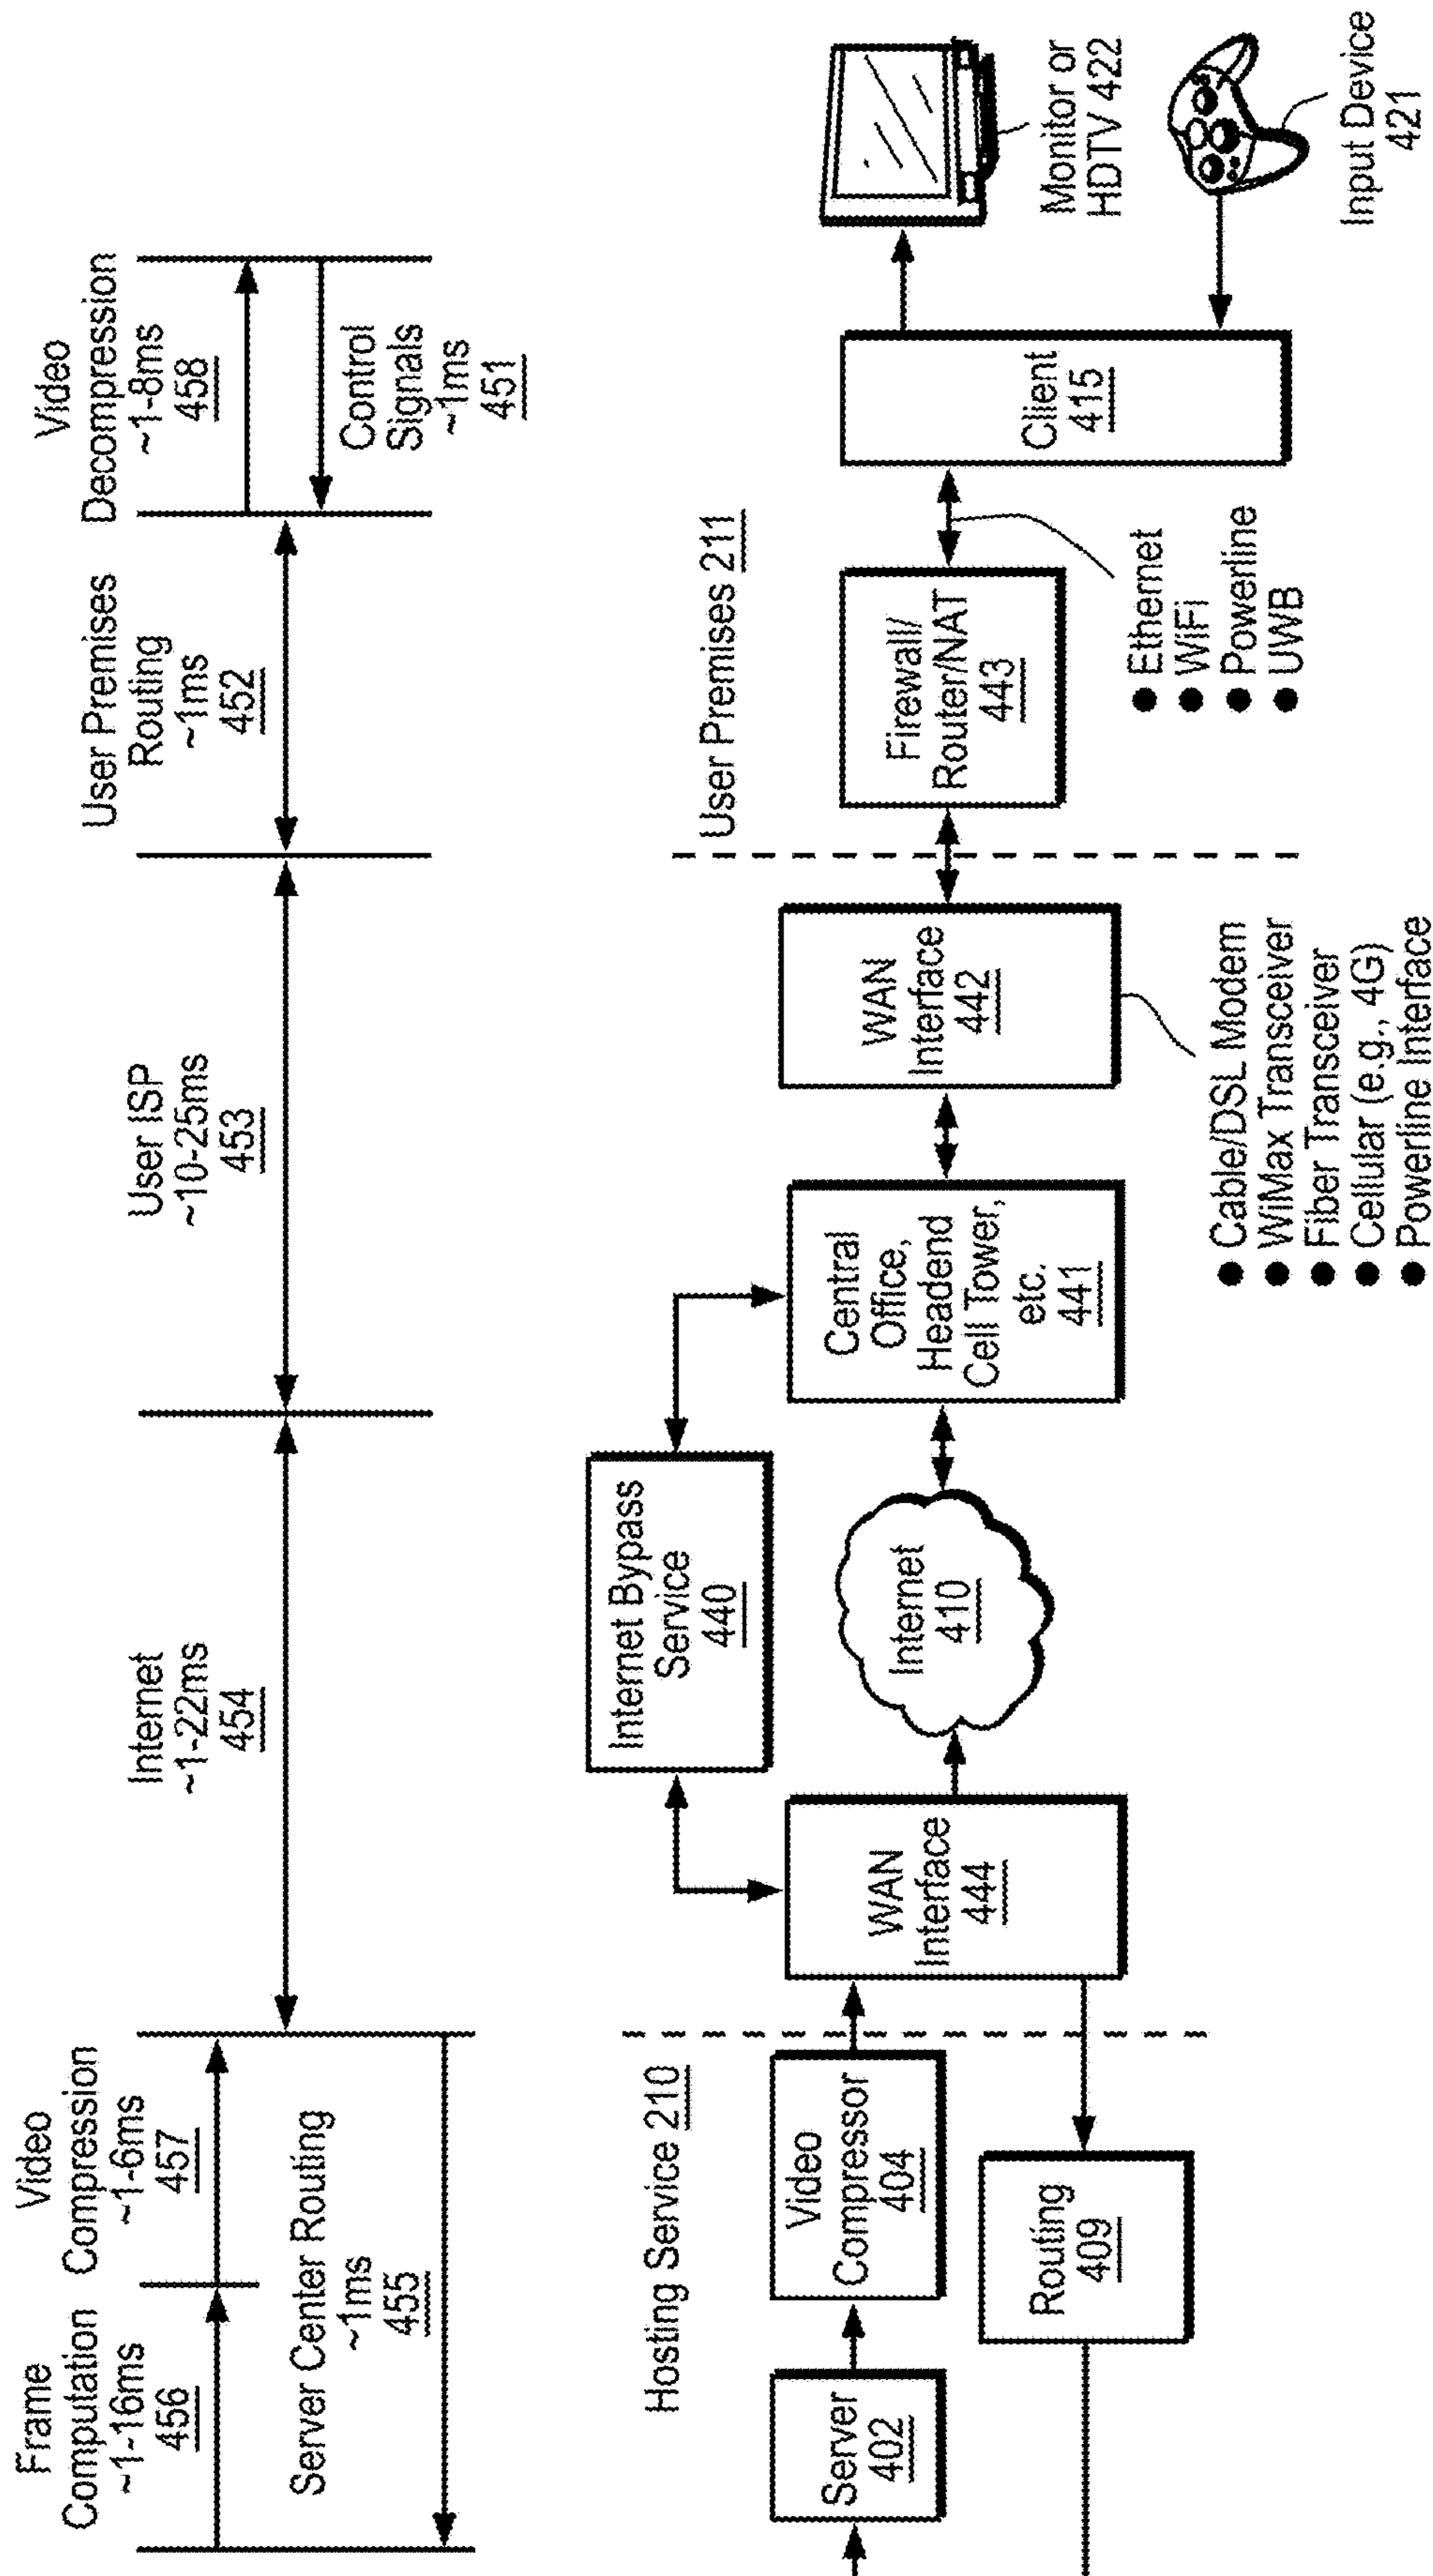 Frame
Computation
~1-16ms
456
Video
Compression
~1-6ms
457
Server Center Routing
~1ms
455
Internet
~1-22ms
454
User ISP
~10-25ms
453
User Premises
Routing
~1ms
452
Video
Decompression
~1-8ms
458
Control
Signals
~1ms
451
Hosting Service 210
Server
402
Video
Compressor
404
Routing
409
WAN
Interface
444
Internet Bypass
Service
440
Internet
410
Central
Office,
Headend
Cell Tower,
etc.
441
WAN
Interface
442
● Cable/DSL Modem
● WiMax Transceiver
● Fiber Transceiver
● Cellular (e.g., 4G)
● Powerline Interface
User Premises 211
Firewall/
Router/NAT
443
● Ethernet
● WiFi
● Powerline
● UWB
Client
415
Monitor or
HDTV 422
Input Device
421